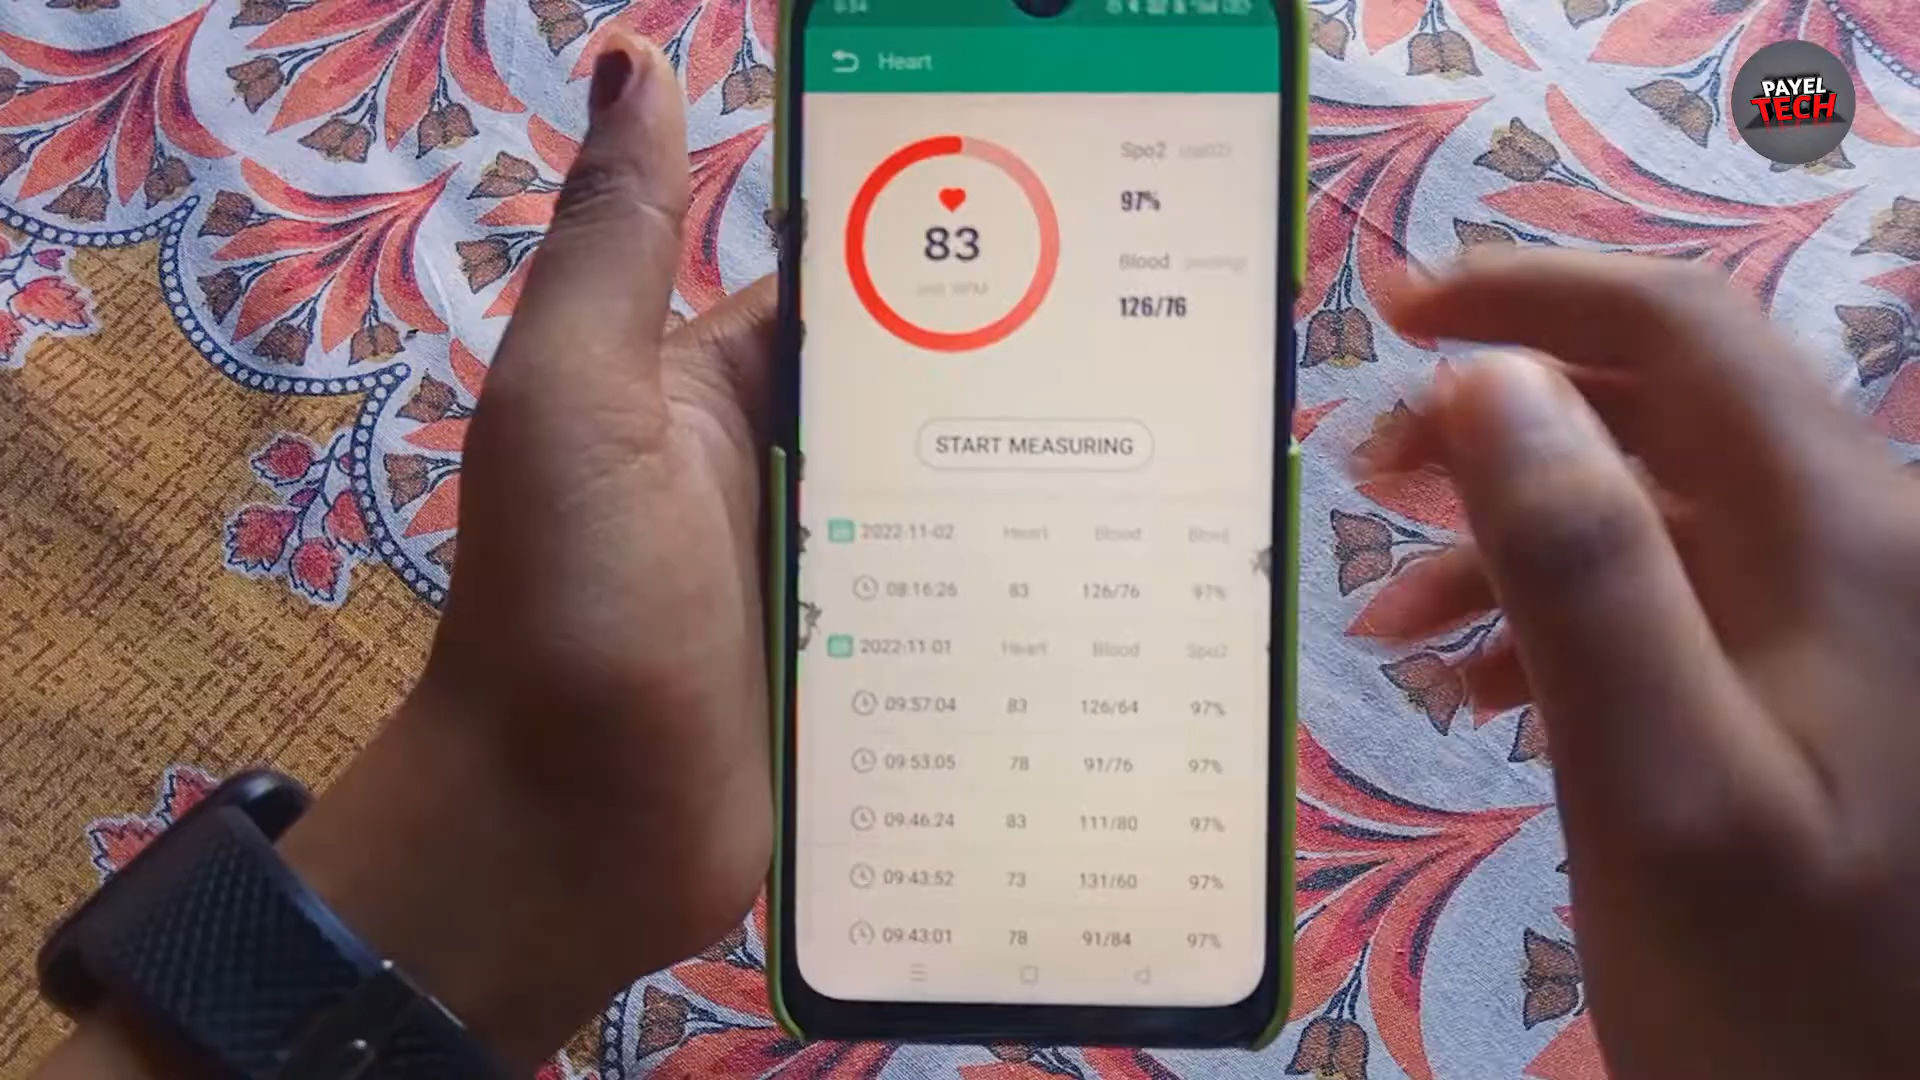 Heart
PAYEL
TECH
Spo2
97%
83
BPM
Blood
126/76
START MEASURING
2022-11-02 Heart Blood
08:16:26 83 126/76 97%
2022-11-01 Heart Blood Spo2
09:57:04 83 126/64 97%
09:53:05 78 91/76 97%
09:46:24 83 111/80 97%
09:43:52 73 131/60 97%
09:43:01 78 91/84 97%